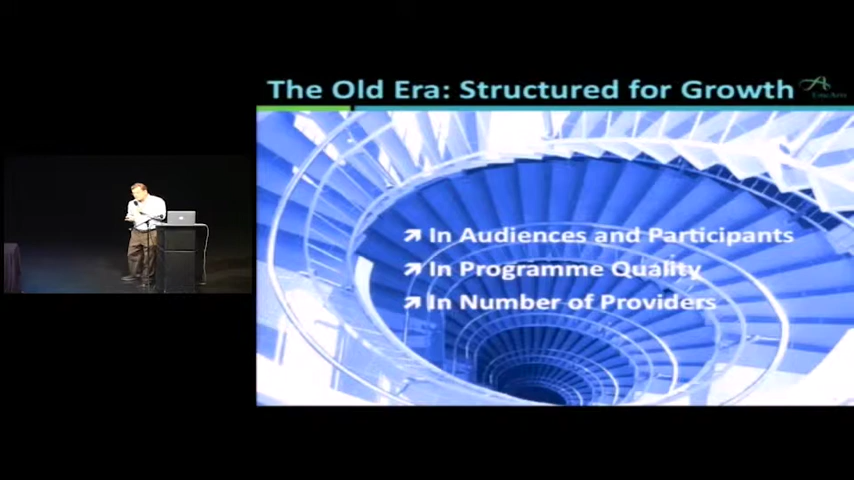 The Old Era: Structured for Growth
In Audiences and Participants
In Programme Quality
In Number of Providers